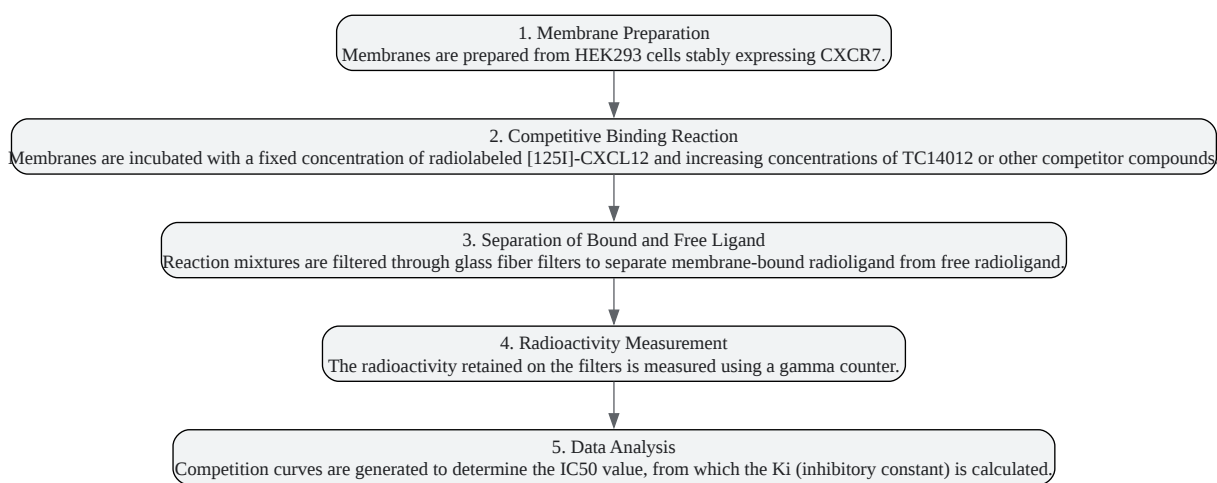 1. Membrane Preparation
Membranes are prepared from HEK293 cells stably expressing CXCR7.
2. Competitive Binding Reaction
Membranes are incubated with a fixed concentration of radiolabeled [125I]-CXCL12 and increasing concentrations of TC14012 or other competitor compounds
3. Separation of Bound and Free Ligand
Reaction mixtures are filtered through glass fiber filters to separate membrane-bound radioligand from free radioligand.
4. Radioactivity Measurement
The radioactivity retained on the filters is measured using a gamma counter.
5. Data Analysis
Competition curves are generated to determine the IC50 value, from which the Ki (inhibitory constant) is calculated.